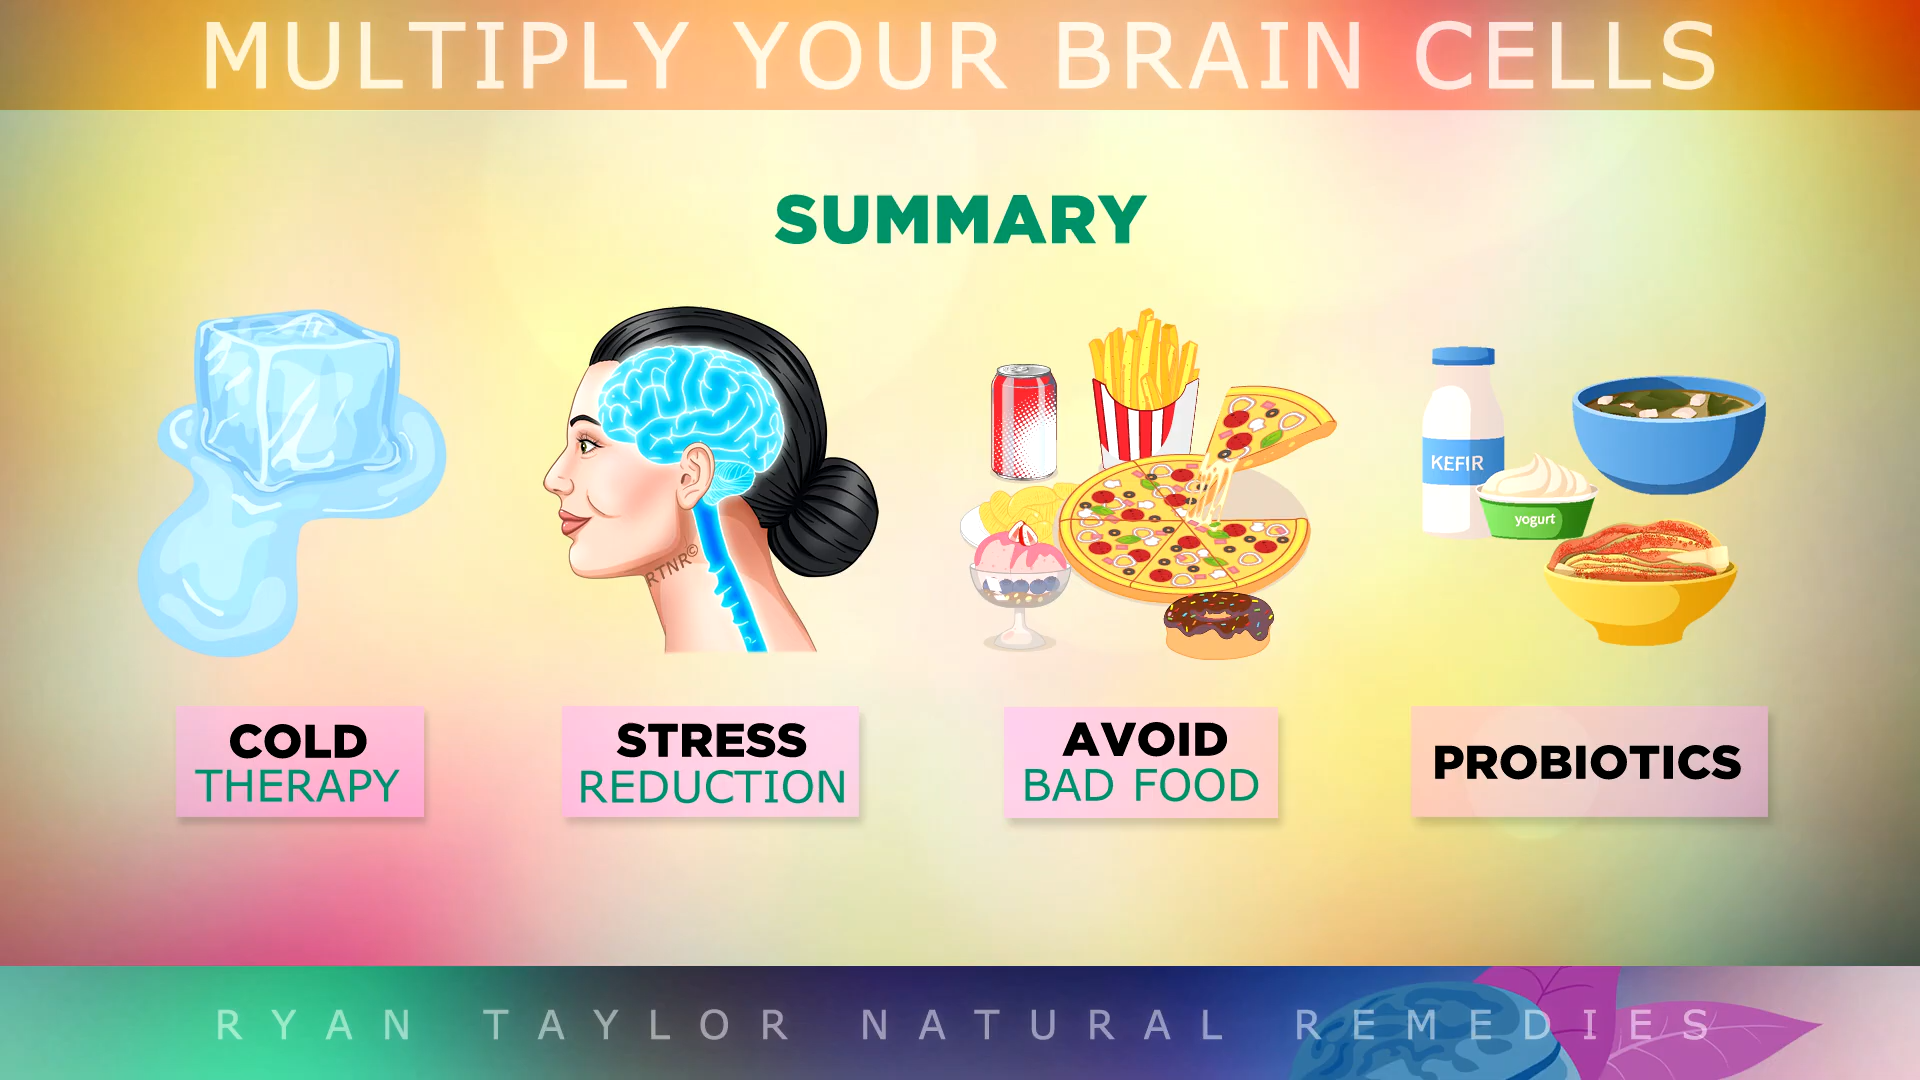 MULTIPLY YOUR BRAIN CELLS
SUMMARY
KEFIR
yogurt
RTNR©
COLD
THERAPY
STRESS
REDUCTION
AVOID
BAD FOOD
PROBIOTICS
RYAN TAYLOR NATURAL REMEDIES